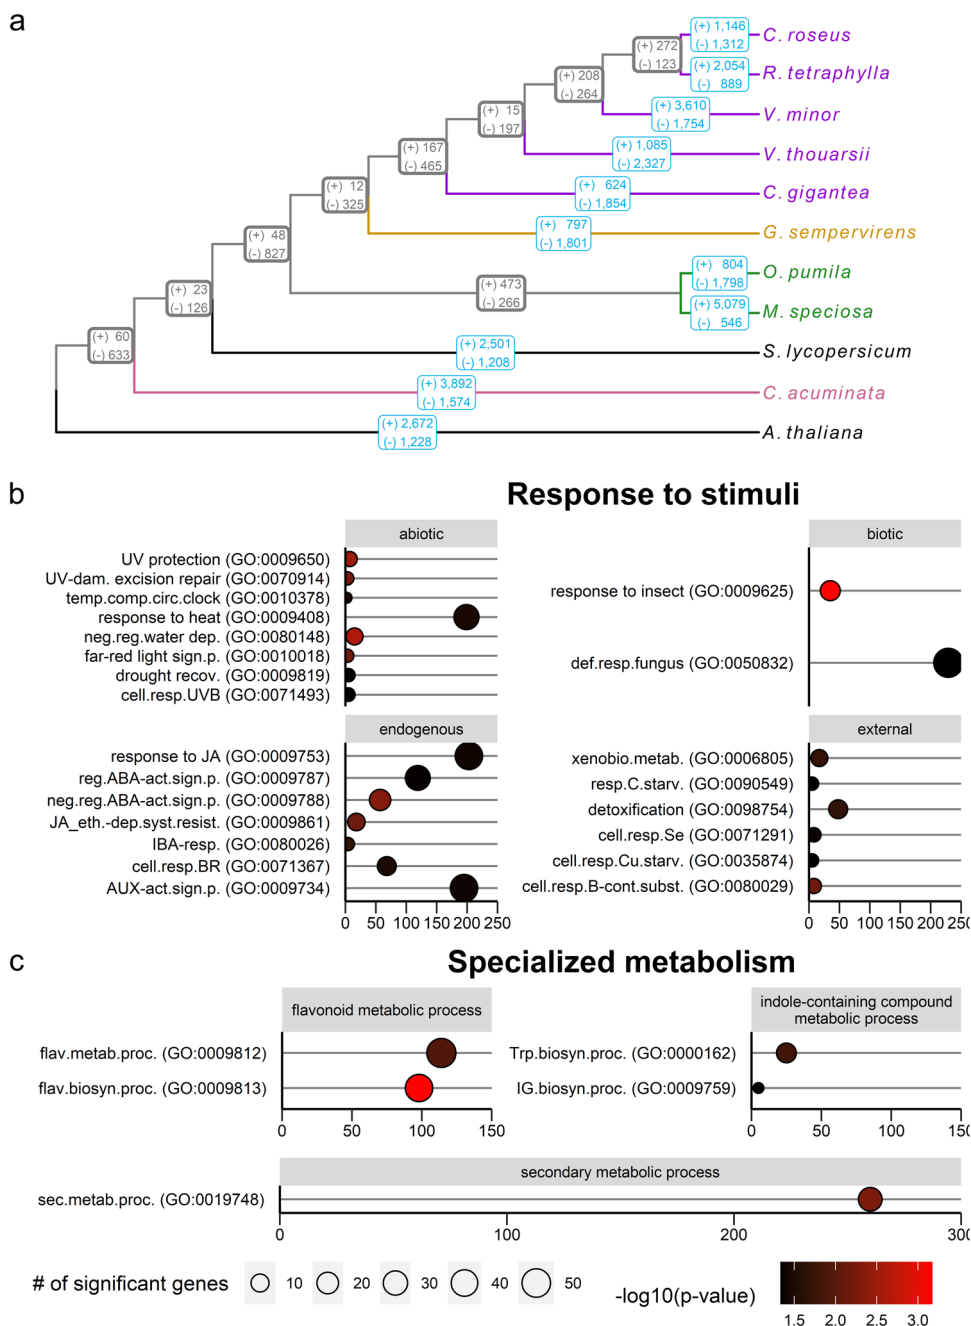 a
(+) 1,146
(-) 1,312
C. roseus
(+) 272
(-) 123
(+) 2,054
(-) 889
R. tetraphylla
(+) 208
(-) 264
(+) 3,610
(-) 1,754
V. minor
(+) 15
(-) 197
(+) 1,085
(-) 2,327
V. thouarsii
(+) 167
(-) 465
(+) 624
(-) 1,854
C. gigantea
(+) 12
(-) 325
(+) 797
(-) 1,801
G. sempervirens
(+) 48
(-) 827
(+) 804
(-) 1,798
O. pumila
(+) 473
(-) 266
(+) 5,079
(-) 546
M. speciosa
(+) 23
(-) 126
(+) 60
(-) 633
(+) 2,501
(-) 1,208
S. lycopersicum
(+) 3,892
(-) 1,574
C. acuminata
(+) 2,672
(-) 1,228
A. thaliana
b
Response to stimuli
abiotic
UV protection (GO:0009650)
UV-dam. excision repair (GO:0070914)
temp.comp.circ.clock (GO:0010378)
response to heat (GO:0009408)
neg.reg.water dep. (GO:0080148)
far-red light sign.p. (GO:0010018)
drought recov. (GO:0009819)
cell.resp.UVB (GO:0071493)
biotic
response to insect (GO:0009625)
def.resp.fungus (GO:0050832)
endogenous
response to JA (GO:0009753)
reg.ABA-act.sign.p. (GO:0009787)
neg.reg.ABA-act.sign.p. (GO:0009788)
JA_eth.-dep.syst.resist. (GO:0009861)
IBA-resp. (GO:0080026)
cell.resp.BR (GO:0071367)
AUX-act.sign.p. (GO:0009734)
0 50 100 150 200 250
external
xenobio.metab. (GO:0006805)
resp.C.starv. (GO:0090549)
detoxification (GO:0098754)
cell.resp.Se (GO:0071291)
cell.resp.Cu.starv. (GO:0035874)
cell.resp.B-cont.subst. (GO:0080029)
0 50 100 150 200 250
c
Specialized metabolism
flavonoid metabolic process
flav.metab.proc. (GO:0009812)
flav.biosyn.proc. (GO:0009813)
0 50 100 150
indole-containing compound
metabolic process
Trp.biosyn.proc. (GO:0000162)
IG.biosyn.proc. (GO:0009759)
0 50 100 150
secondary metabolic process
sec.metab.proc. (GO:0019748)
0 100 200 300
# of significant genes 10 20 30 40 50
-log10(p-value)
1.5 2.0 2.5 3.0